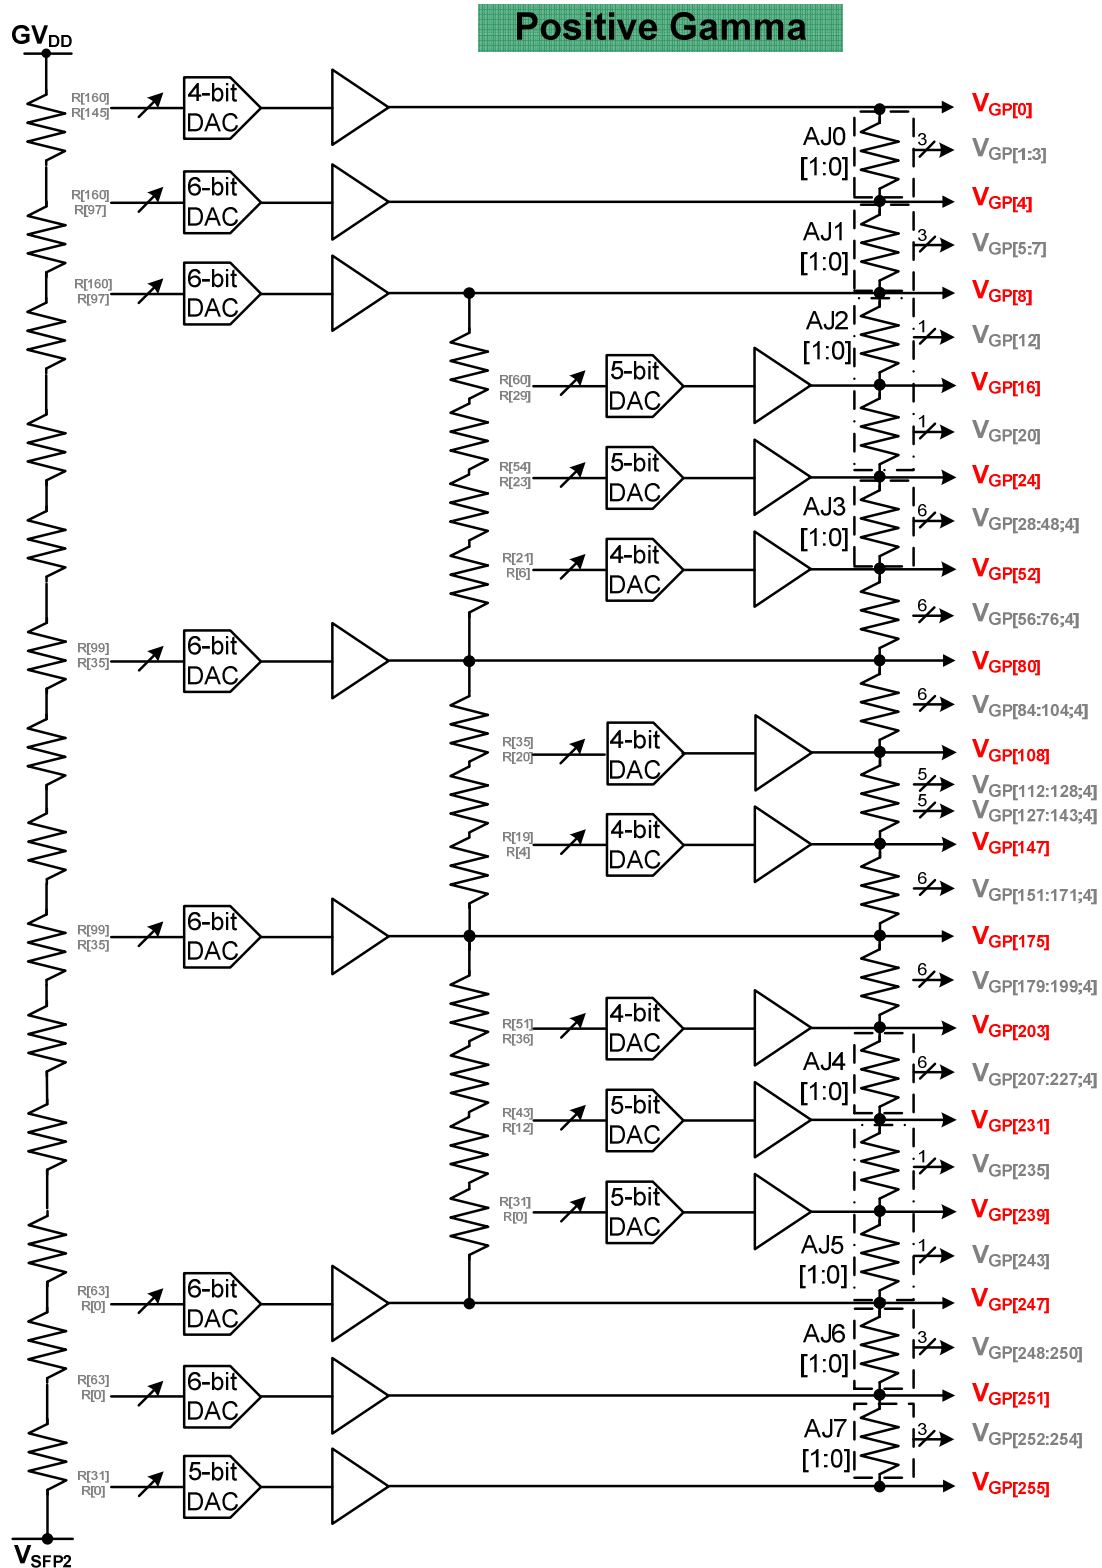 Positive Gamma
GVDD
R[160]
R[145]
4-bit
DAC
VGP[0]
AJ0
[1:0]
3
VGP[1:3]
R[160]
R[97]
6-bit
DAC
VGP[4]
AJ1
[1:0]
3
VGP[5:7]
R[160]
R[97]
6-bit
DAC
VGP[8]
AJ2
[1:0]
1
VGP[12]
R[60]
R[29]
5-bit
DAC
VGP[16]
1
VGP[20]
R[54]
R[23]
5-bit
DAC
VGP[24]
AJ3
[1:0]
6
VGP[28:48;4]
R[21]
R[6]
4-bit
DAC
VGP[52]
6
VGP[56:76;4]
R[99]
R[35]
6-bit
DAC
VGP[80]
6
VGP[84:104;4]
R[35]
R[20]
4-bit
DAC
VGP[108]
5
VGP[112:128;4]
5
VGP[127:143;4]
R[19]
R[4]
4-bit
DAC
VGP[147]
6
VGP[151:171;4]
R[99]
R[35]
6-bit
DAC
VGP[175]
6
VGP[179:199;4]
R[51]
R[36]
4-bit
DAC
VGP[203]
AJ4
[1:0]
6
VGP[207:227;4]
R[43]
R[12]
5-bit
DAC
VGP[231]
1
VGP[235]
R[31]
R[0]
5-bit
DAC
VGP[239]
AJ5
[1:0]
1
VGP[243]
R[63]
R[0]
6-bit
DAC
VGP[247]
AJ6
[1:0]
3
VGP[248:250]
R[63]
R[0]
6-bit
DAC
VGP[251]
AJ7
[1:0]
3
VGP[252:254]
R[31]
R[0]
5-bit
DAC
VGP[255]
VSFP2